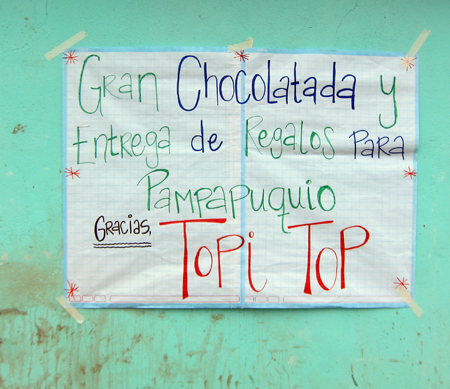 Gran Chocolatada y
Entrega de Regalos Para
Pampapuquio
Gracias, Topi Top